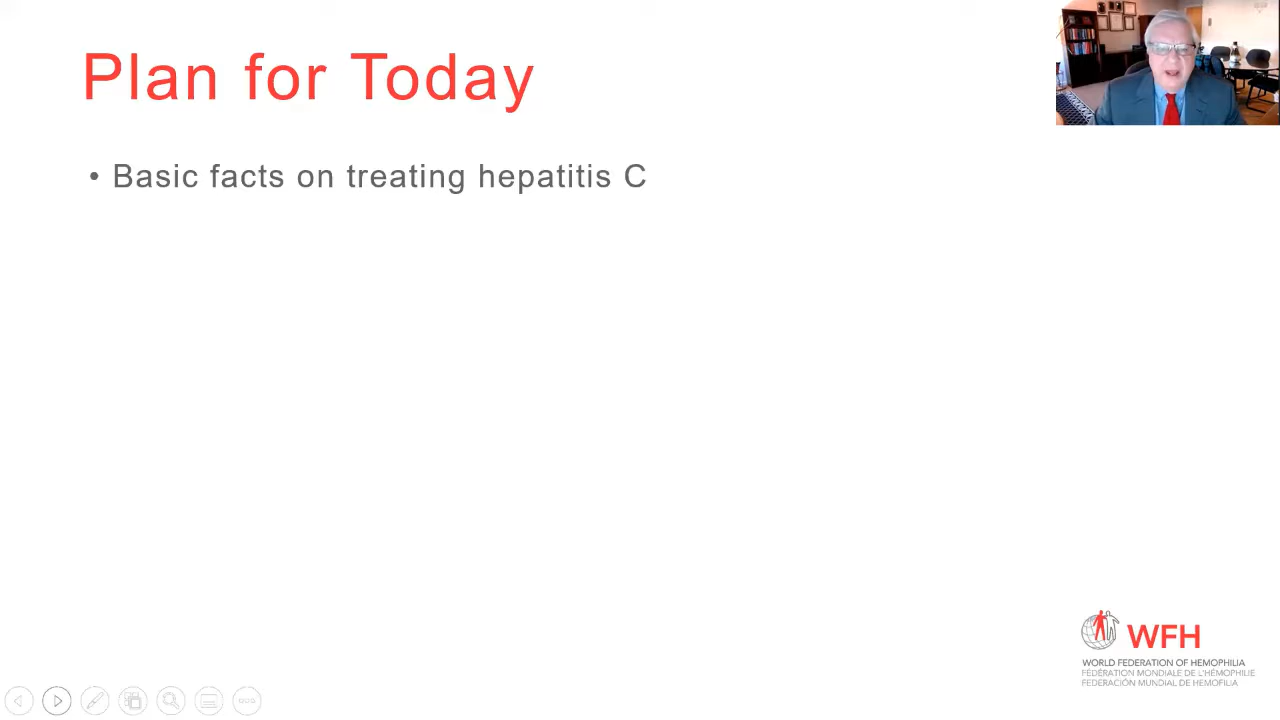 Plan for Today
• Basic facts on treating hepatitis C
WFH
WORLD FEDERATION OF HEMOPHILIA
FÉDÉRATION MONDIALE DE L'HÉMOPHILIE
FEDERACIÓN MUNDIAL DE HEMOFILIA